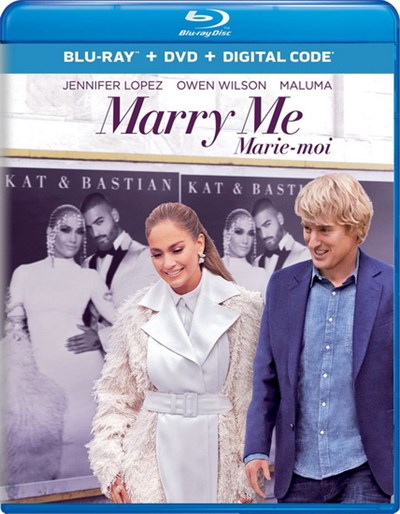 Blu-ray Disc
BLU-RAY™ + DVD + DIGITAL CODE*
JENNIFER LOPEZ OWEN WILSON MALUMA
Marry Me
Marie-moi
KAT & BASTIAN
KAT & BASTIAN